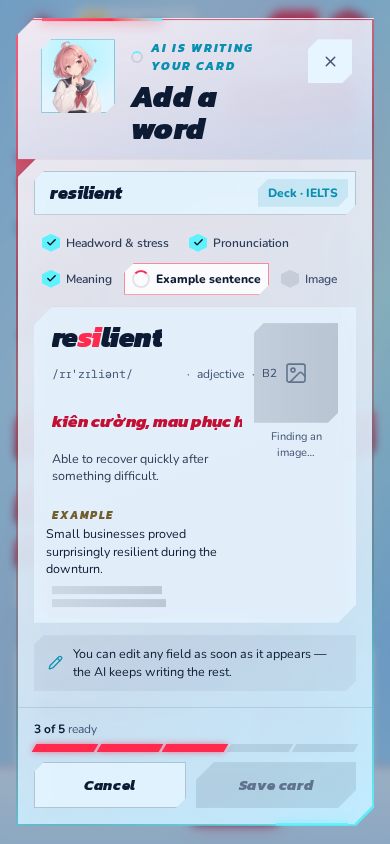 AI IS WRITING
YOUR CARD
Add a
word
resilient
Deck · IELTS
Headword & stress
Pronunciation
Meaning
Example sentence
Image
resilient
/rɪˈzɪliənt/ · adjective · B2
kiên cường, mau phục h
Finding an
image...
Able to recover quickly after
something difficult.
EXAMPLE
Small businesses proved
surprisingly resilient during the
downturn.
You can edit any field as soon as it appears —
the AI keeps writing the rest.
3 of 5 ready
Cancel
Save card